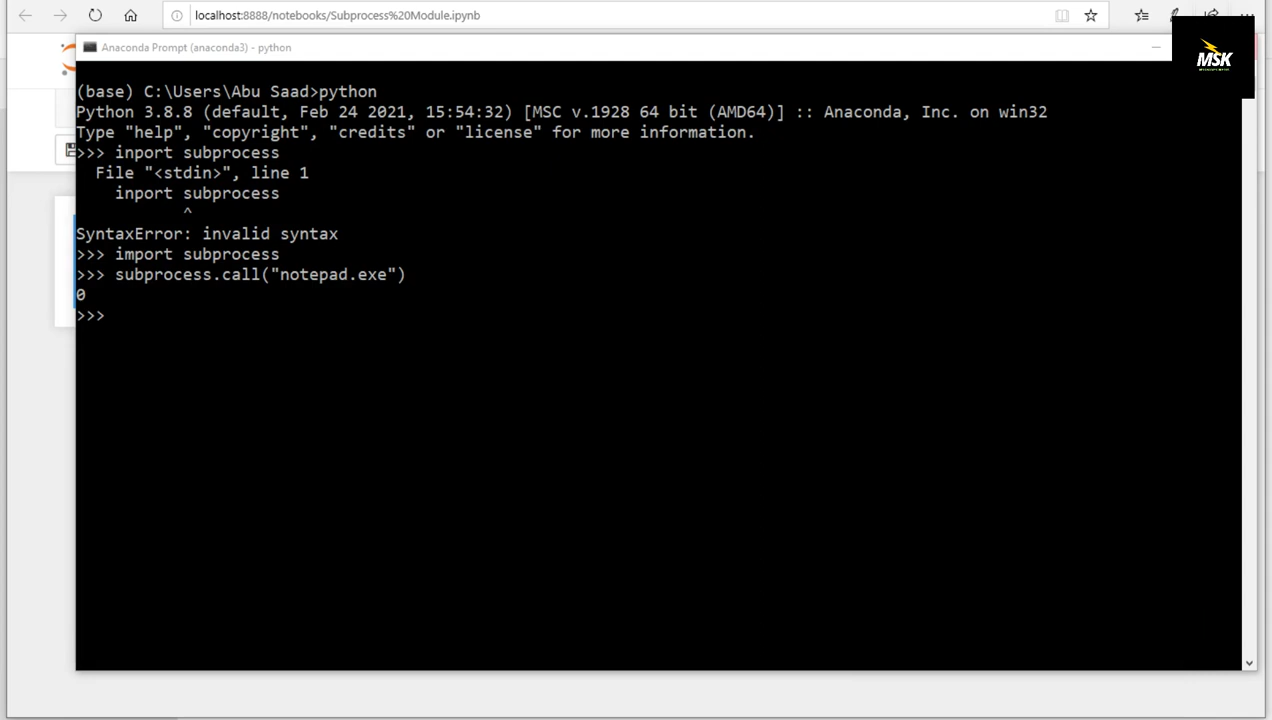 localhost:8888/notebooks/Subprocess%20Module.ipynb
Anaconda Prompt (anaconda3) - python
MSK
(base) C:\Users\Abu Saad>python
Python 3.8.8 (default, Feb 24 2021, 15:54:32) [MSC v.1928 64 bit (AMD64)] :: Anaconda, Inc. on win32
Type "help", "copyright", "credits" or "license" for more information.
>>> inport subprocess
  File "<stdin>", line 1
    inport subprocess
           ^
SyntaxError: invalid syntax
>>> import subprocess
>>> subprocess.call("notepad.exe")
0
>>>